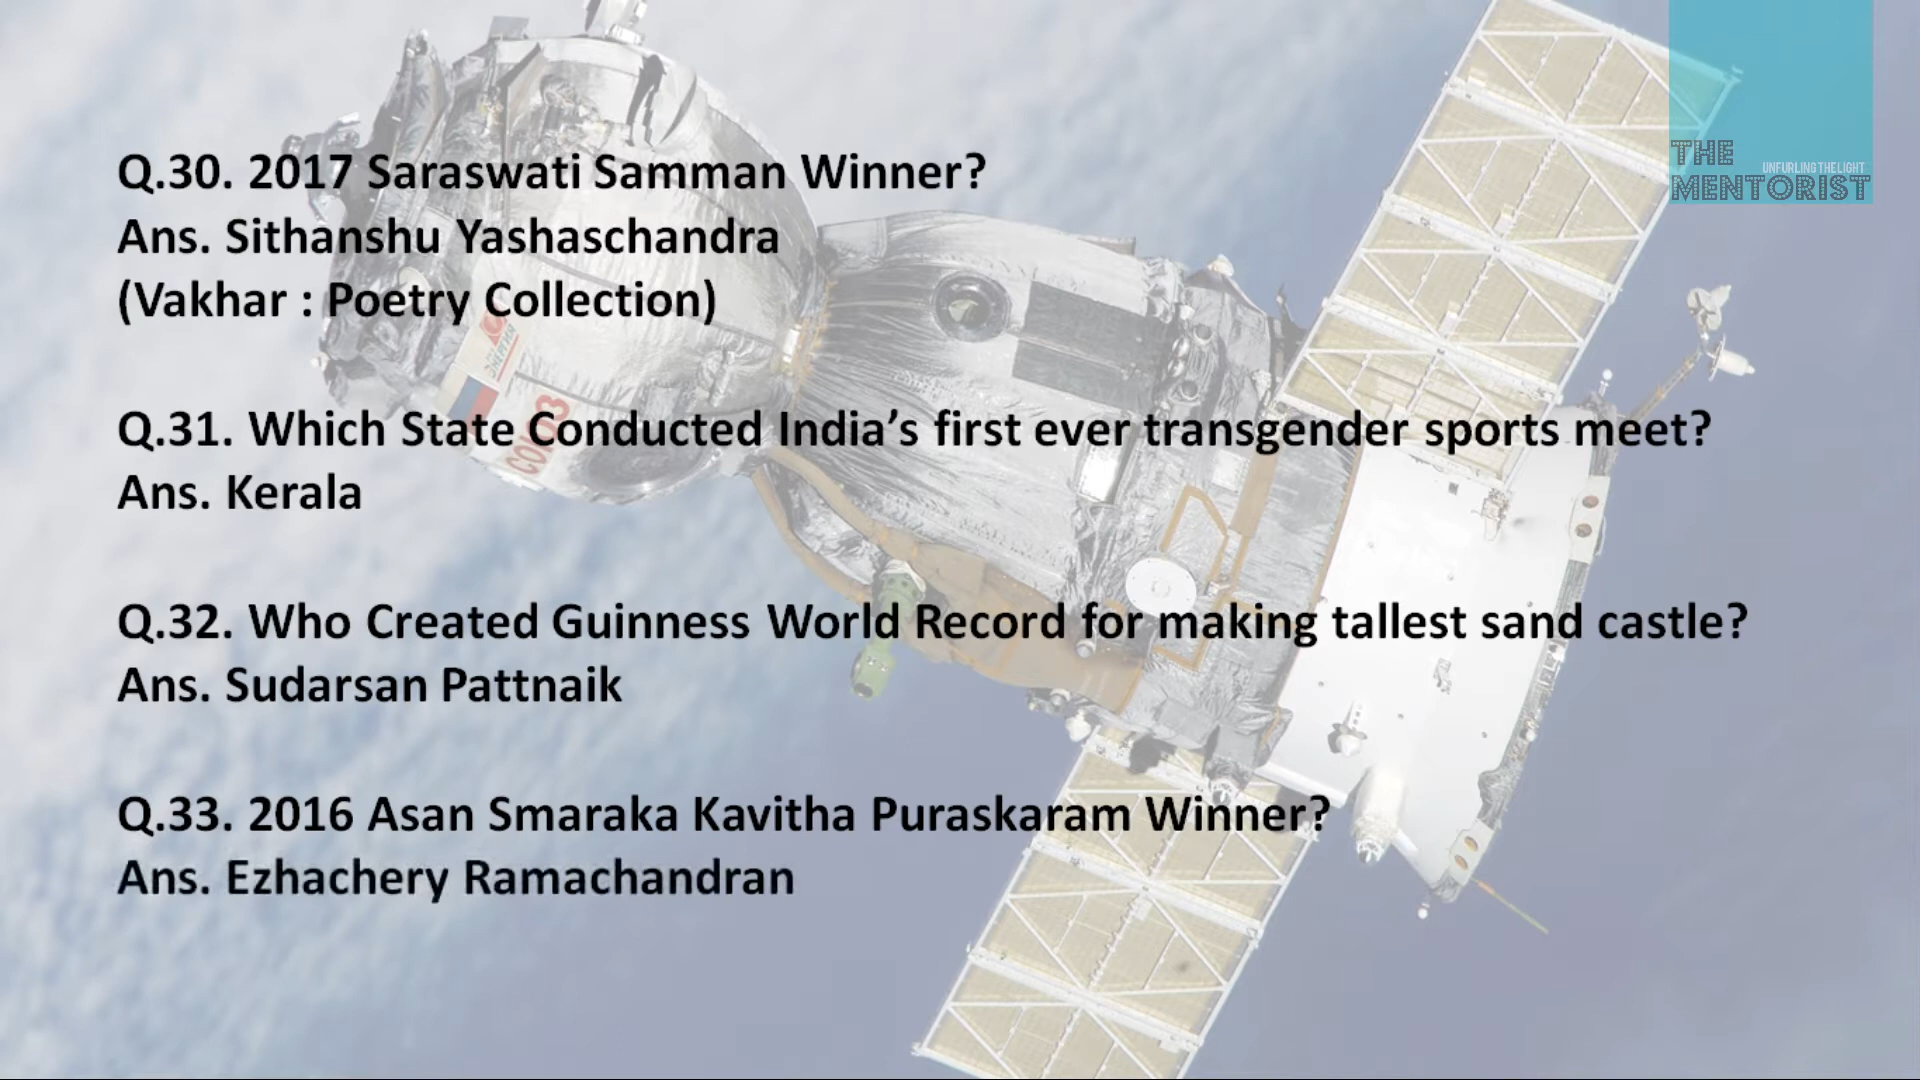 THE
UNFURLING THE LIGHT
MENTORIST
Q.30. 2017 Saraswati Samman Winner?
Ans. Sithanshu Yashaschandra
(Vakhar : Poetry Collection)
Q.31. Which State Conducted India’s first ever transgender sports meet?
Ans. Kerala
Q.32. Who Created Guinness World Record for making tallest sand castle?
Ans. Sudarsan Pattnaik
Q.33. 2016 Asan Smaraka Kavitha Puraskaram Winner?
Ans. Ezhachery Ramachandran
СОЮЗ
ЭНЕРГИЯ